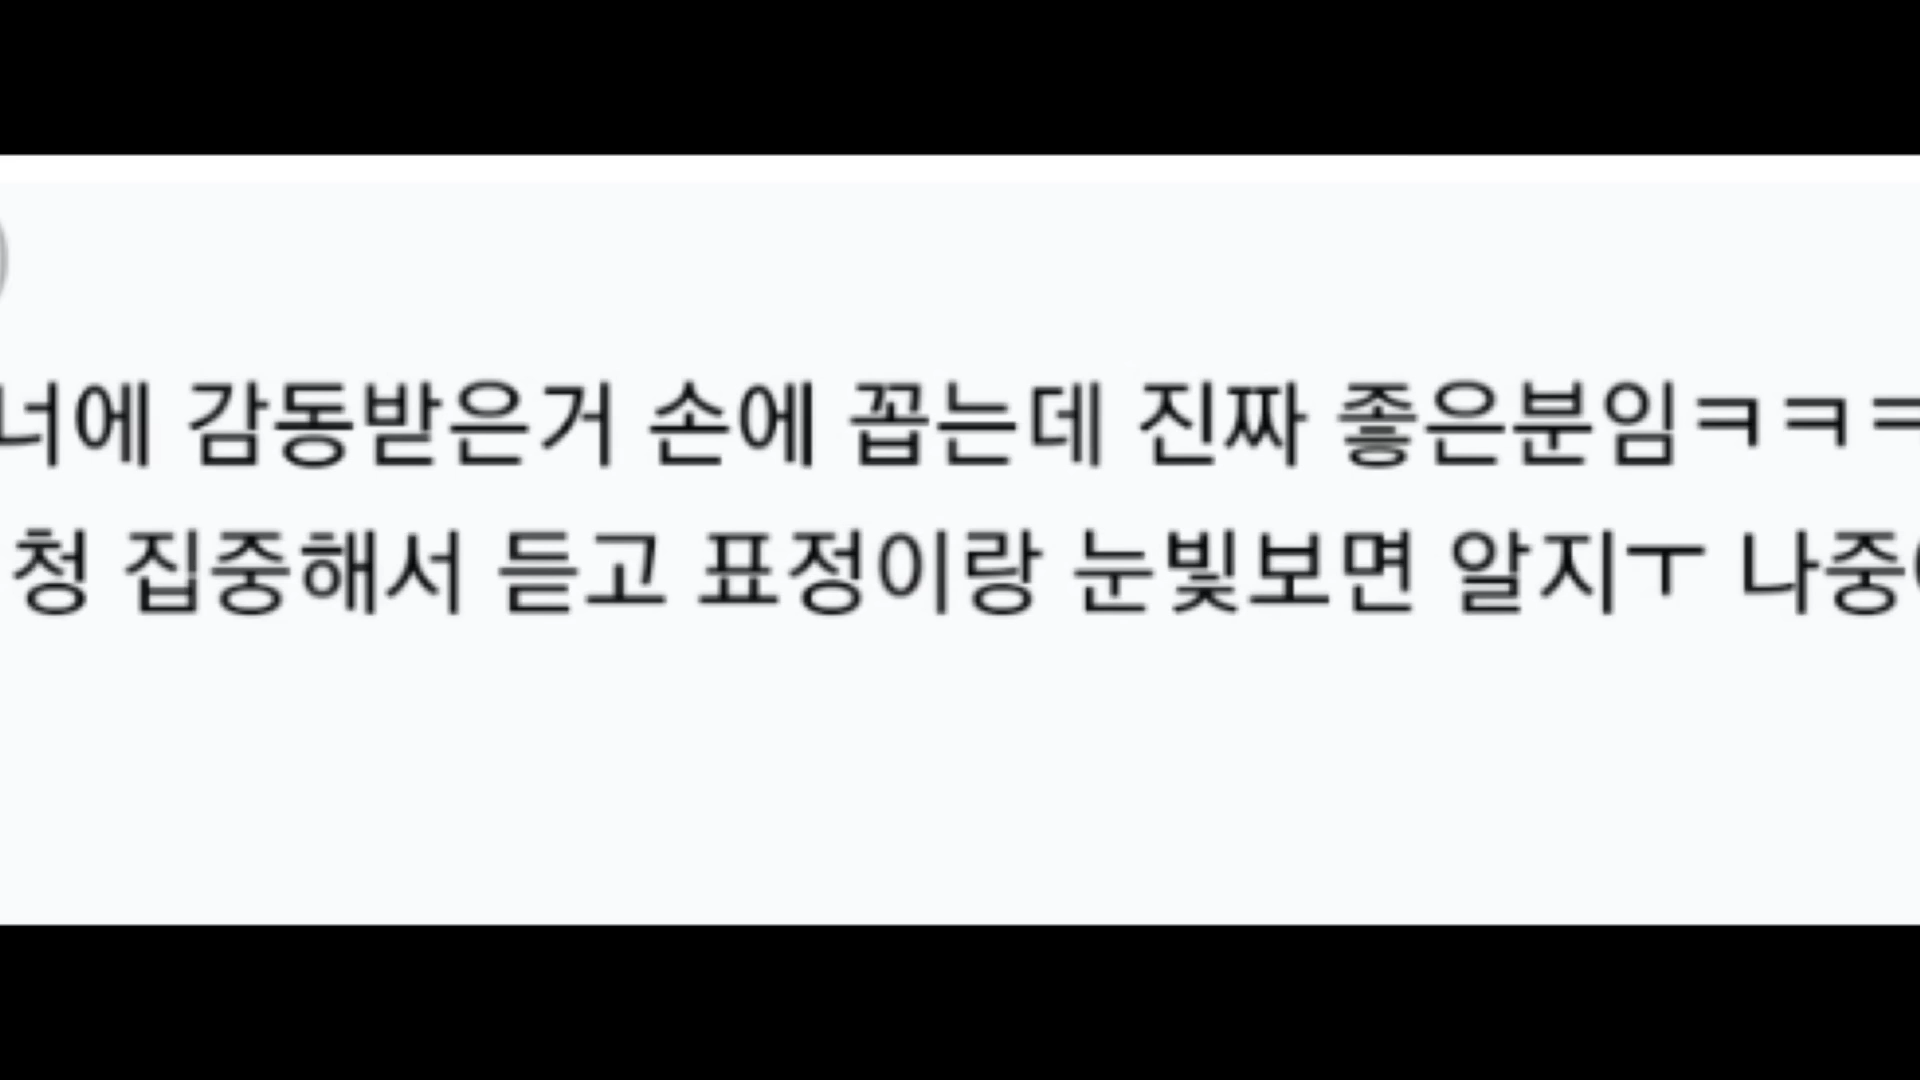 너에 감동받은거 손에 꼽는데 진짜 좋은분임ㅋㅋㅋ
청 집중해서 듣고 표정이랑 눈빛보면 알지ㅜ 나중